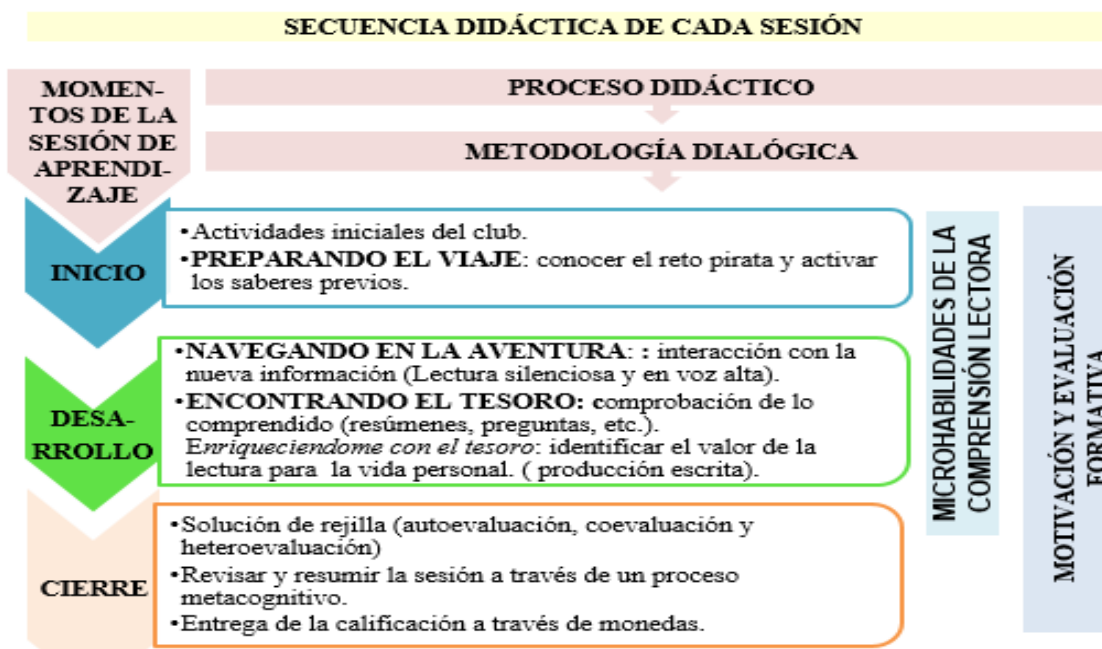 SECUENCIA DIDÁCTICA DE CADA SESIÓN
MOMEN-
TOS DE LA
SESIÓN DE
APRENDI-
ZAJE
PROCESO DIDÁCTICO
METODOLOGÍA DIALÓGICA
INICIO
•Actividades iniciales del club.
•PREPARANDO EL VIAJE: conocer el reto pirata y activar
los saberes previos.
DESA-
RROLLO
•NAVEGANDO EN LA AVENTURA: : interacción con la
nueva información (Lectura silenciosa y en voz alta).
•ENCONTRANDO EL TESORO: comprobación de lo
comprendido (resúmenes, preguntas, etc.).
Enriqueciendome con el tesoro: identificar el valor de la
lectura para la vida personal. ( producción escrita).
CIERRE
•Solución de rejilla (autoevaluación, coevaluación y
heteroevaluación)
•Revisar y resumir la sesión a través de un proceso
metacognitivo.
•Entrega de la calificación a través de monedas.
MICROHABILIDADES DE LA
COMPRENSIÓN LECTORA
MOTIVACIÓN Y EVALUACIÓN
FORMATIVA